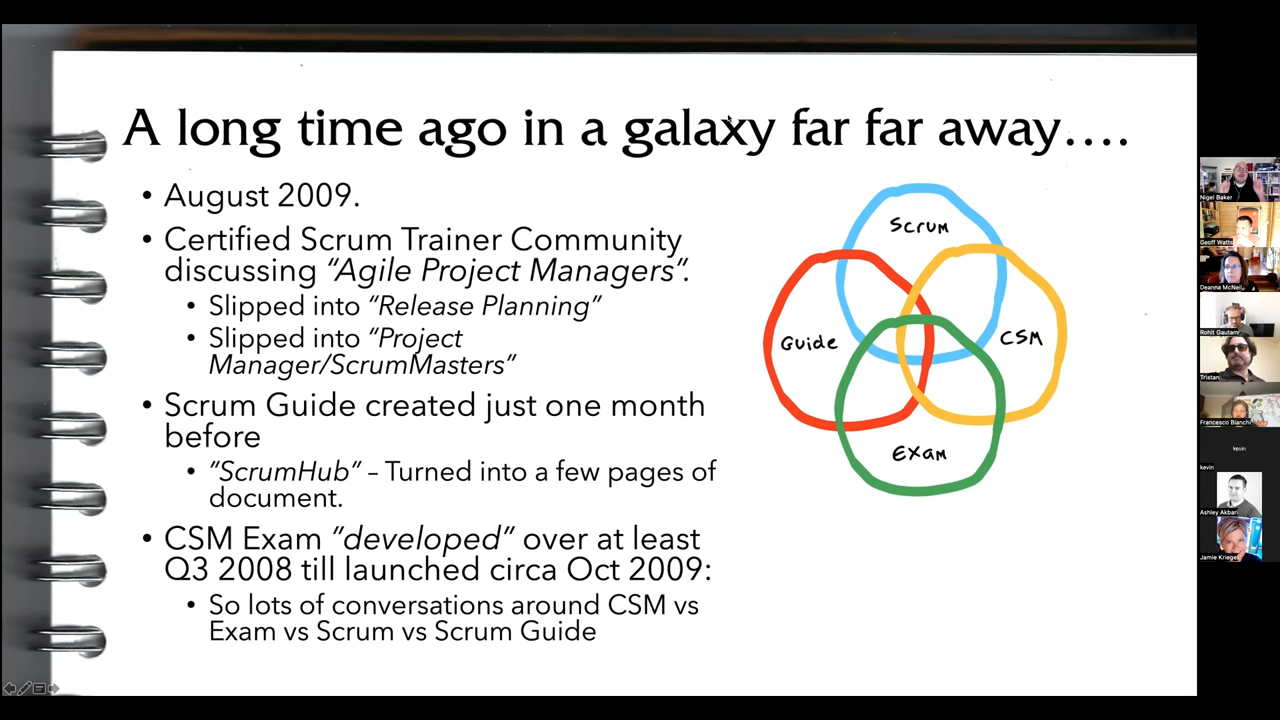 A long time ago in a galaxy far far away....
• August 2009.
• Certified Scrum Trainer Community
discussing “Agile Project Managers”.
• Slipped into “Release Planning”
• Slipped into “Project
Manager/ScrumMasters”
• Scrum Guide created just one month
before
• “ScrumHub” – Turned into a few pages of
document.
• CSM Exam “developed” over at least
Q3 2008 till launched circa Oct 2009:
• So lots of conversations around CSM vs
Exam vs Scrum vs Scrum Guide
Scrum
Guide
CSM
Exam
Nigel Baker
Geoff Watts
Deanna McNeil
Rohit Gautam
Tristan
Francesco Bianchi
kevin
kevin
Ashley Akbari
Jamie Kriegel